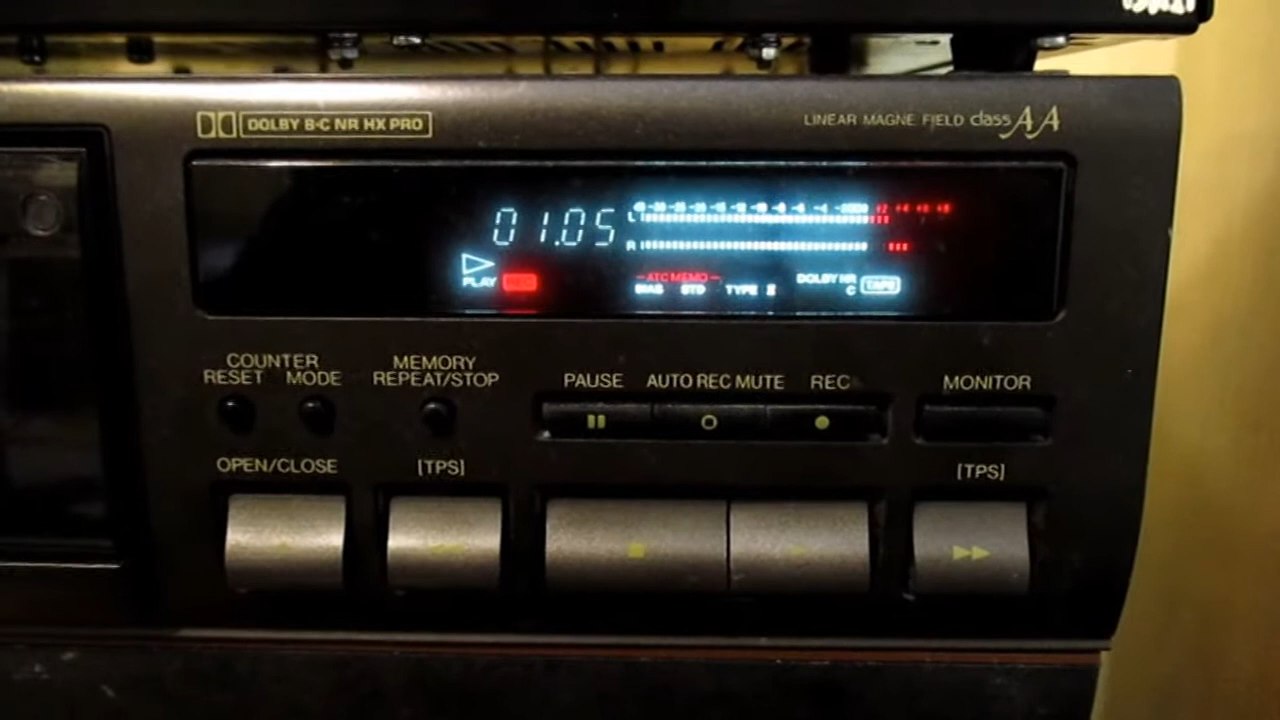 DOLBY B·C NR HX PRO
LINEAR MAGNE FIELD class AA
01.05
L
R
PLAY
ATC MEMO
BIAS STD TYPE II
DOLBY NR
C TAPE
COUNTER
RESET MODE
MEMORY
REPEAT/STOP
PAUSE AUTO REC MUTE REC
MONITOR
OPEN/CLOSE
[TPS]
[TPS]